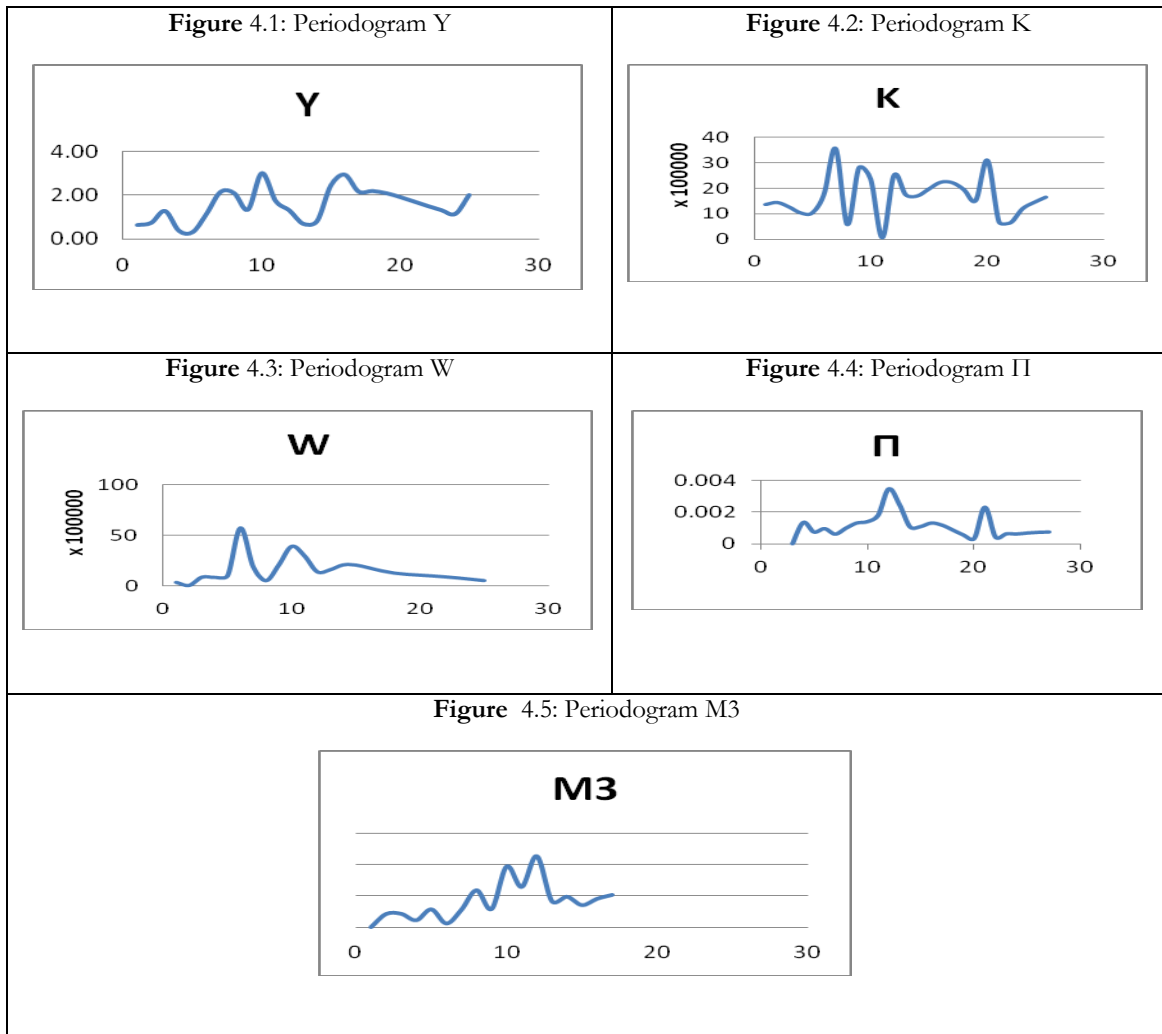 Figure 4.1: Periodogram Y
Y
4.00
2.00
0.00
0 10 20 30
Figure 4.2: Periodogram K
K
x 100000
40
30
20
10
0
0 10 20 30
Figure 4.3: Periodogram W
W
x 100000
100
50
0
0 10 20 30
Figure 4.4: Periodogram Π
Π
0.004
0.002
0
0 10 20 30
Figure 4.5: Periodogram M3
M3
0 10 20 30